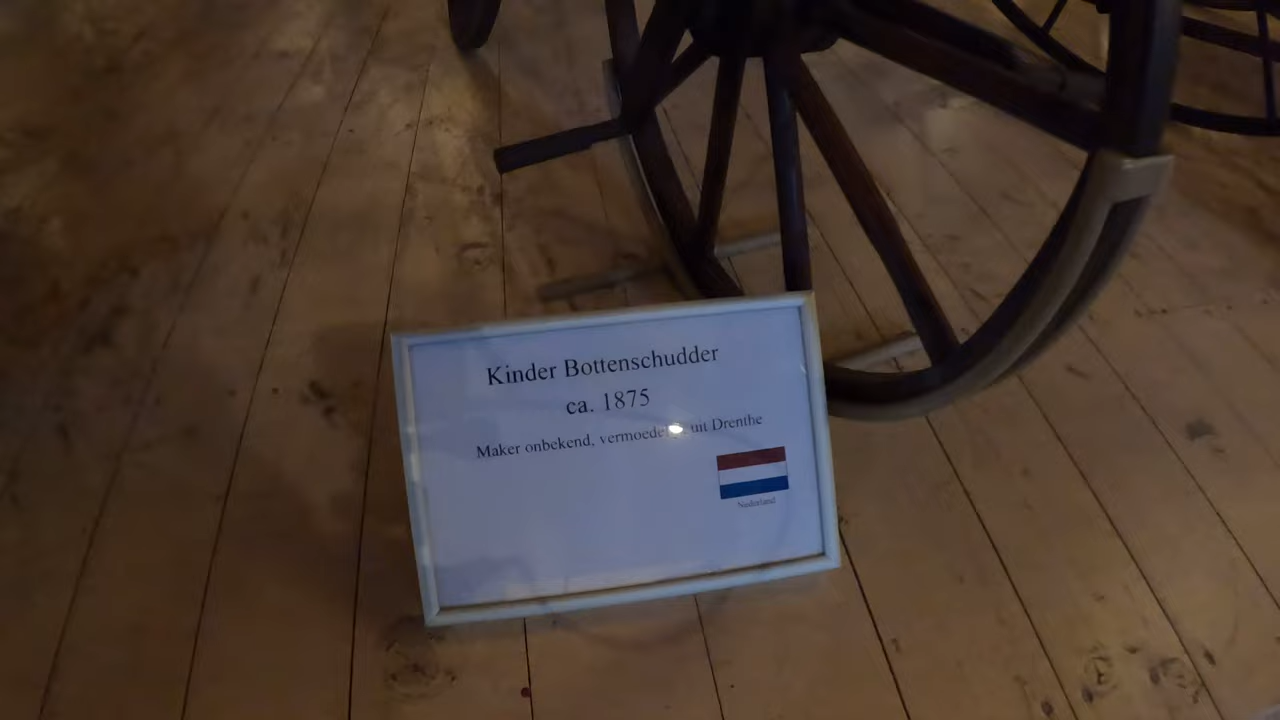 Kinder Bottenschudder
ca. 1875
Maker onbekend, vermoedelijk uit Drenthe
Nederland